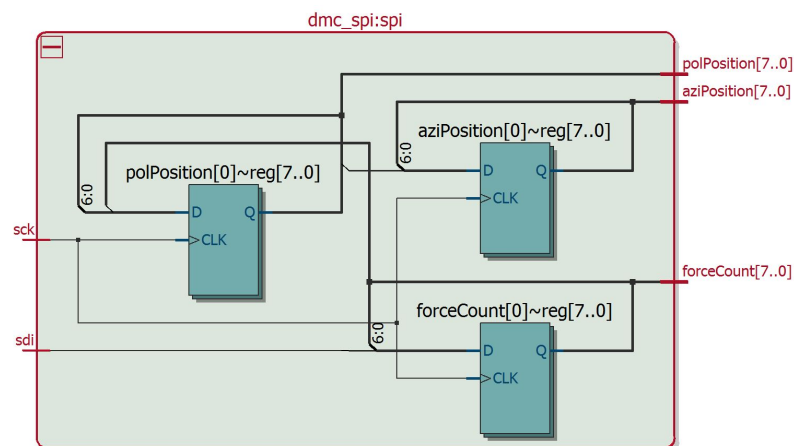 dmc_spi:spi
polPosition[7..0]
aziPosition[7..0]
aziPosition[0]~reg[7..0]
6:0
D
Q
CLK
polPosition[0]~reg[7..0]
6:0
D
Q
CLK
sck
forceCount[7..0]
forceCount[0]~reg[7..0]
6:0
sdi
D
Q
CLK